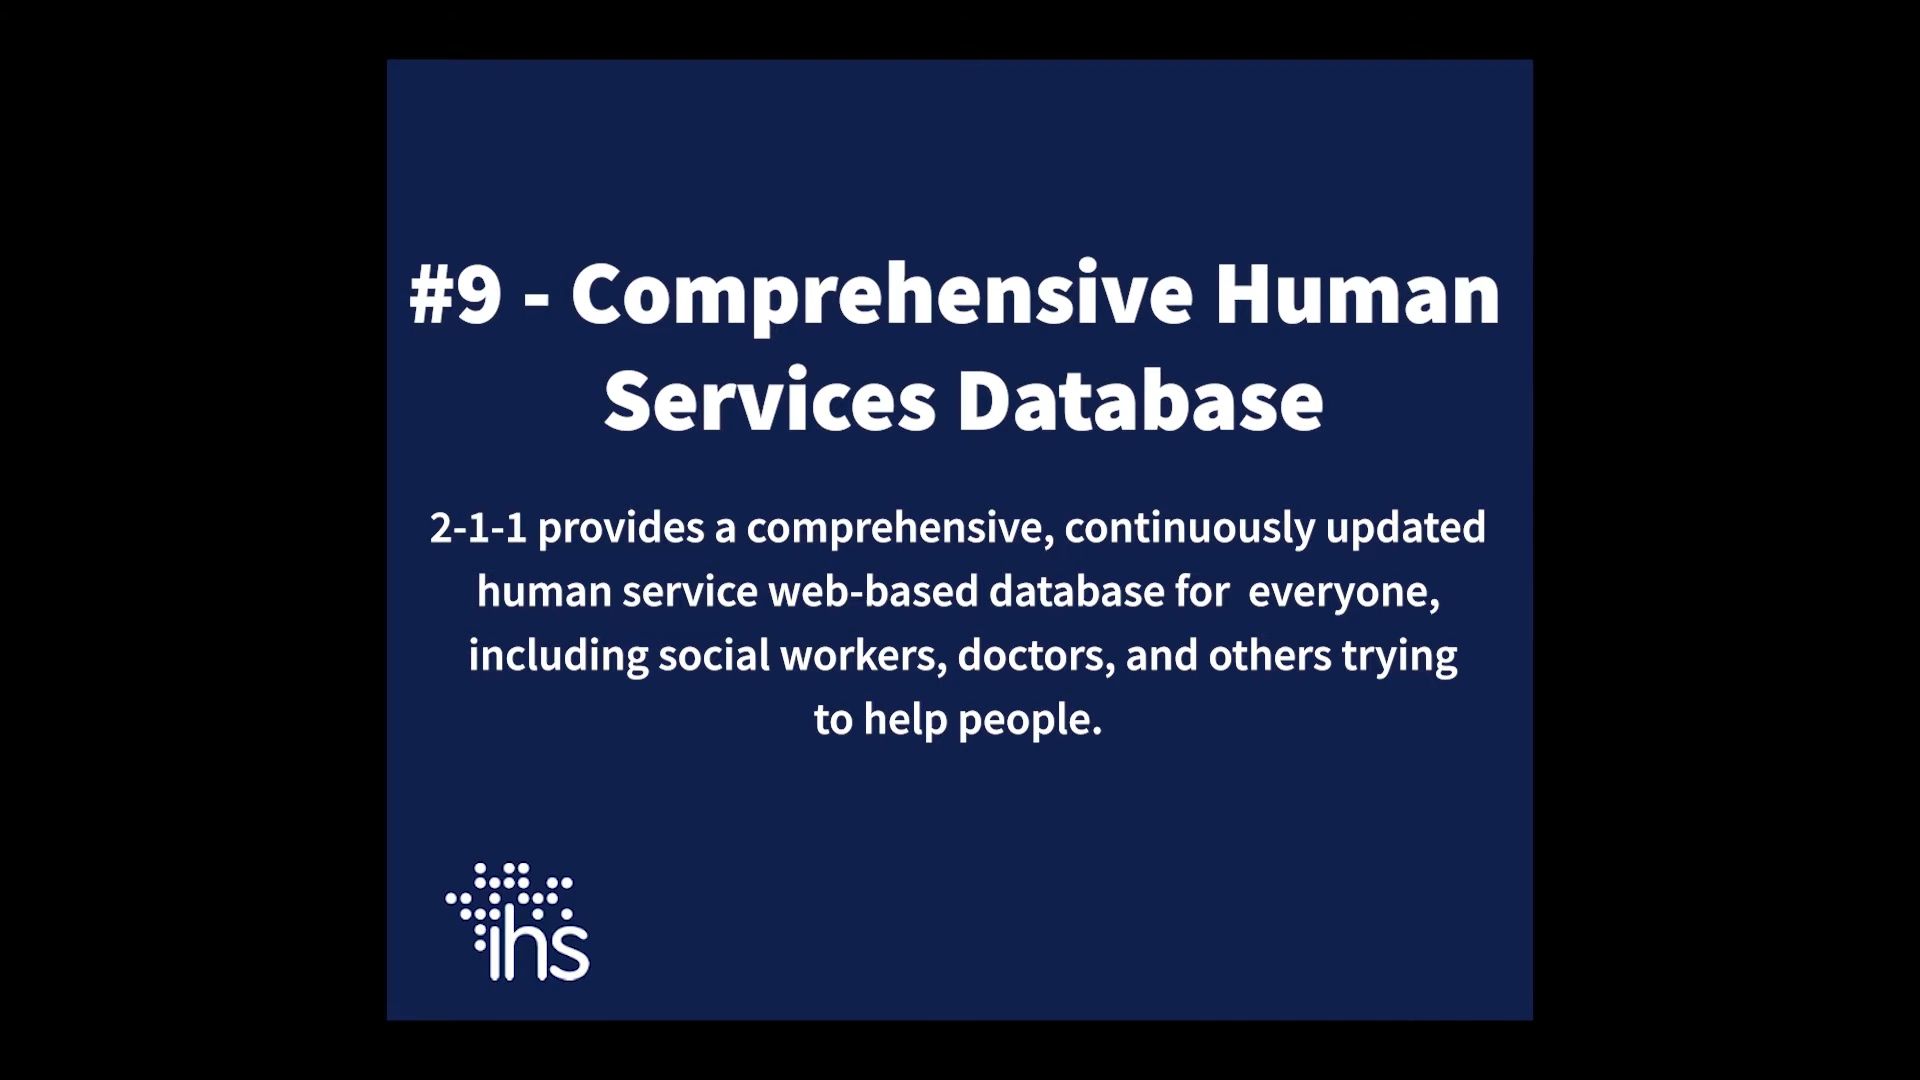 #9 - Comprehensive Human
Services Database
2-1-1 provides a comprehensive, continuously updated
human service web-based database for  everyone,
including social workers, doctors, and others trying
to help people.
ihs